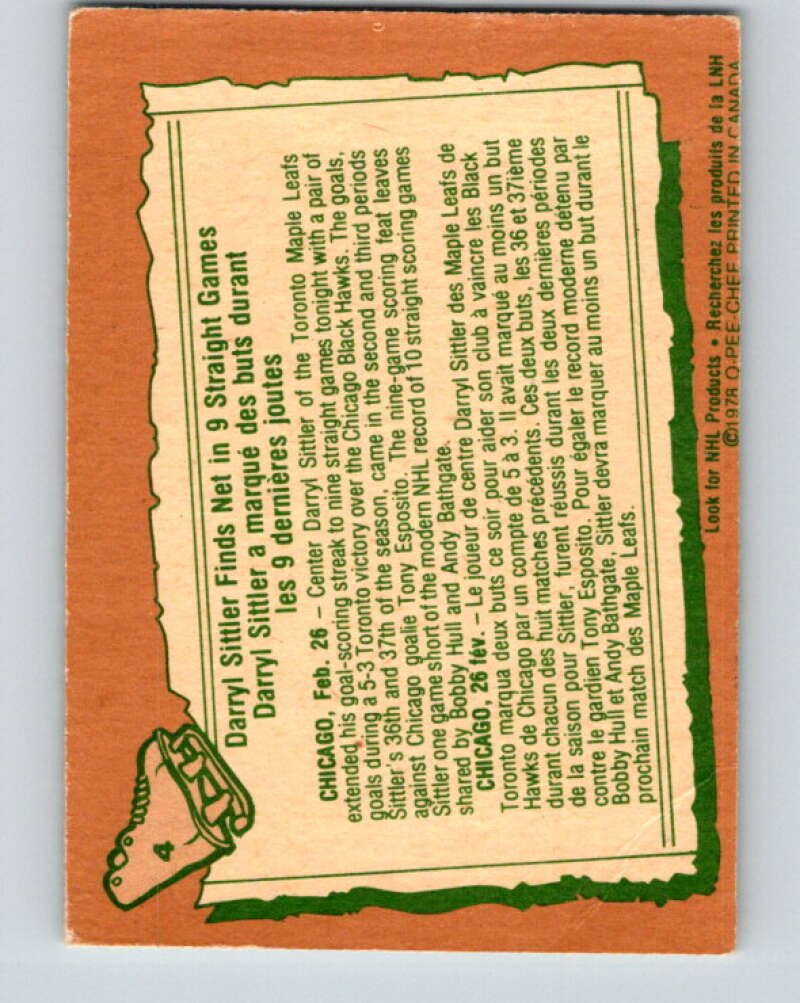 4
Darryl Sittler Finds Net in 9 Straight Games
Darryl Sittler a marqué des buts durant
les 9 dernières joutes
CHICAGO, Feb. 26 – Center Darryl Sittler of the Toronto Maple Leafs
extended his goal-scoring streak to nine straight games tonight with a pair of
goals during a 5-3 Toronto victory over the Chicago Black Hawks. The goals,
Sittler's 36th and 37th of the season, came in the second and third periods
against Chicago goalie Tony Esposito. The nine-game scoring feat leaves
Sittler one game short of the modern NHL record of 10 straight scoring games
shared by Bobby Hull and Andy Bathgate.
CHICAGO, 26 fév. – Le joueur de centre Darryl Sittler des Maple Leafs de
Toronto marqua deux buts ce soir pour aider son club à vaincre les Black
Hawks de Chicago par un compte de 5 à 3. Il avait marqué au moins un but
durant chacun des huit matches précédents. Ces deux buts, les 36 et 37ième
de la saison pour Sittler, furent réussis durant les deux dernières périodes
contre le gardien Tony Esposito. Pour égaler le record moderne détenu par
Bobby Hull et Andy Bathgate, Sittler devra marquer au moins un but durant le
prochain match des Maple Leafs.
Look for NHL Products • Recherchez les produits de la LNH
©1978 O-PEE-CHEE PRINTED IN CANADA